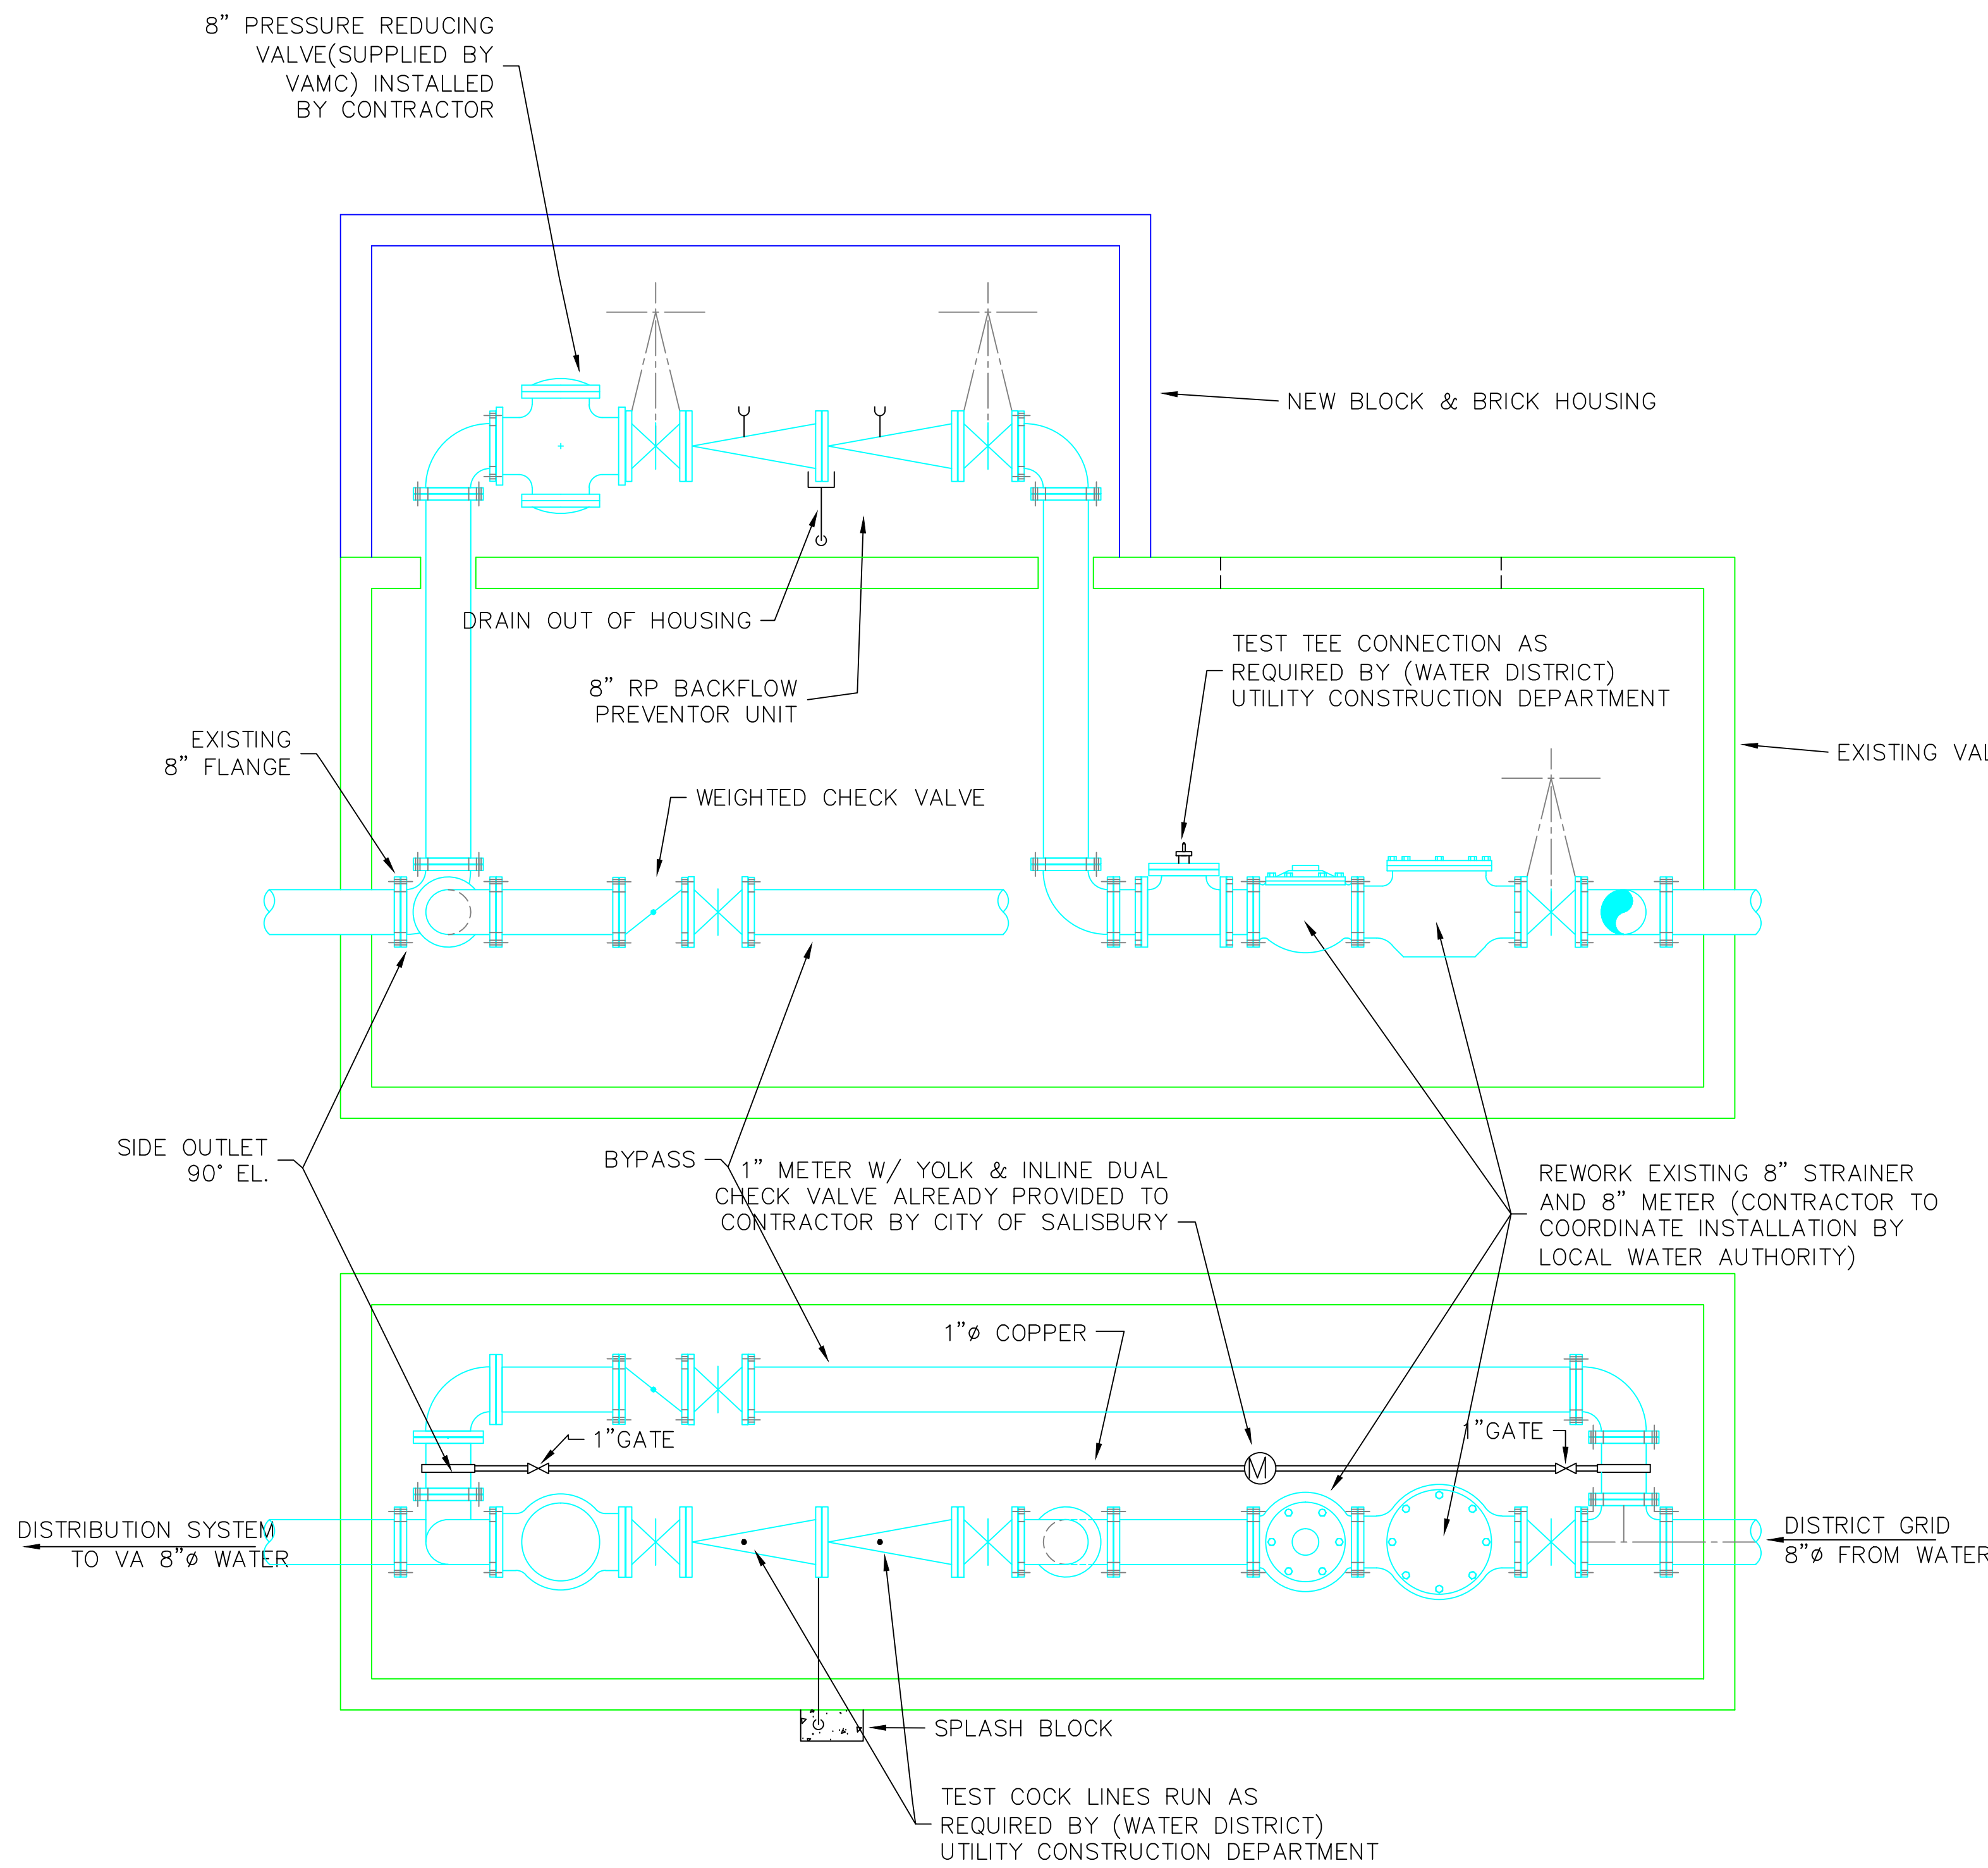 8" PRESSURE REDUCING
VALVE(SUPPLIED BY
VAMC) INSTALLED
BY CONTRACTOR
NEW BLOCK & BRICK HOUSING
DRAIN OUT OF HOUSING
TEST TEE CONNECTION AS
REQUIRED BY (WATER DISTRICT)
UTILITY CONSTRUCTION DEPARTMENT
8" RP BACKFLOW
PREVENTOR UNIT
EXISTING
8" FLANGE
EXISTING VAL
WEIGHTED CHECK VALVE
SIDE OUTLET
90° EL.
BYPASS
1" METER W/ YOLK & INLINE DUAL
CHECK VALVE ALREADY PROVIDED TO
CONTRACTOR BY CITY OF SALISBURY
REWORK EXISTING 8" STRAINER
AND 8" METER (CONTRACTOR TO
COORDINATE INSTALLATION BY
LOCAL WATER AUTHORITY)
1"ø COPPER
1"GATE
1"GATE
M
DISTRIBUTION SYSTEM
TO VA 8"ø WATER
DISTRICT GRID
8"ø FROM WATER
SPLASH BLOCK
TEST COCK LINES RUN AS
REQUIRED BY (WATER DISTRICT)
UTILITY CONSTRUCTION DEPARTMENT